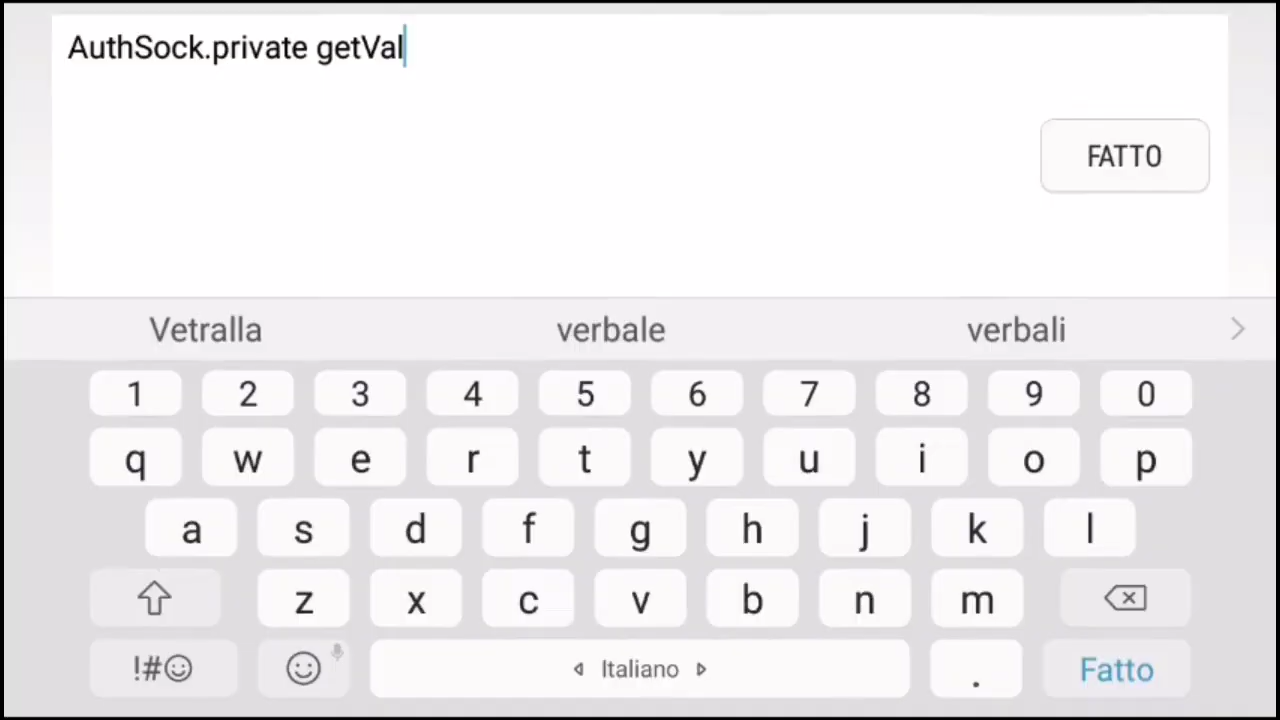 AuthSock.private getVal
FATTO
Vetralla verbale verbali
1 2 3 4 5 6 7 8 9 0
q w e r t y u i o p
a s d f g h j k l
z x c v b n m
!#☺ Italiano . Fatto